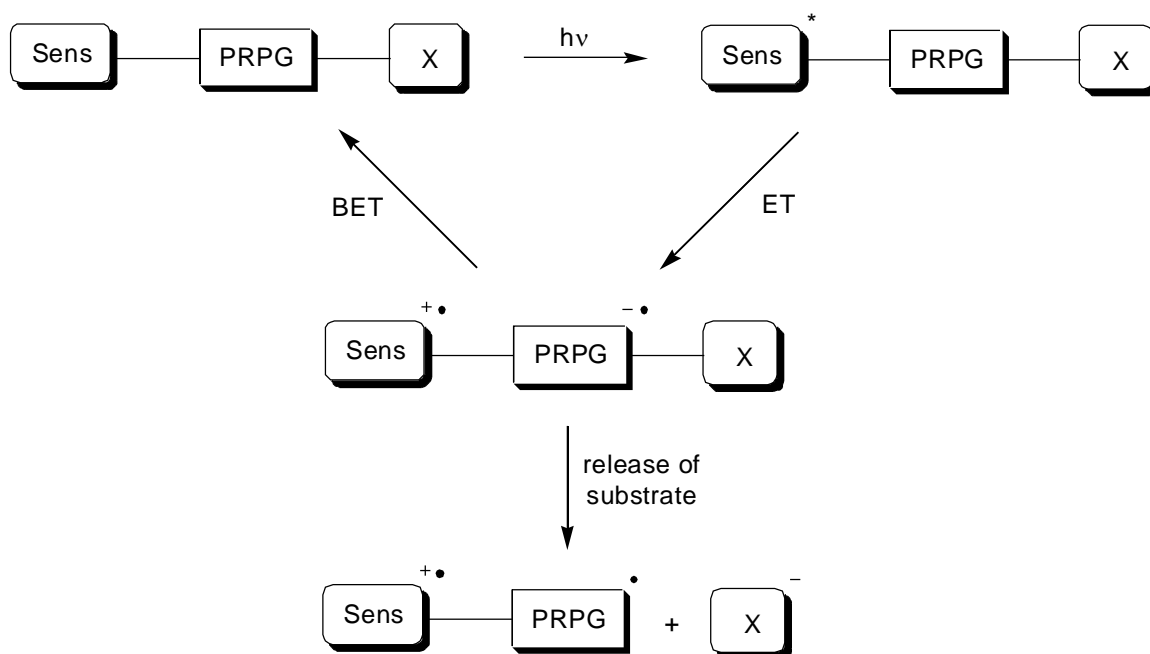 Sens PRPG X hν Sens * PRPG X
BET ET
Sens +• PRPG –• X
release of
substrate
Sens +• PRPG • + X –